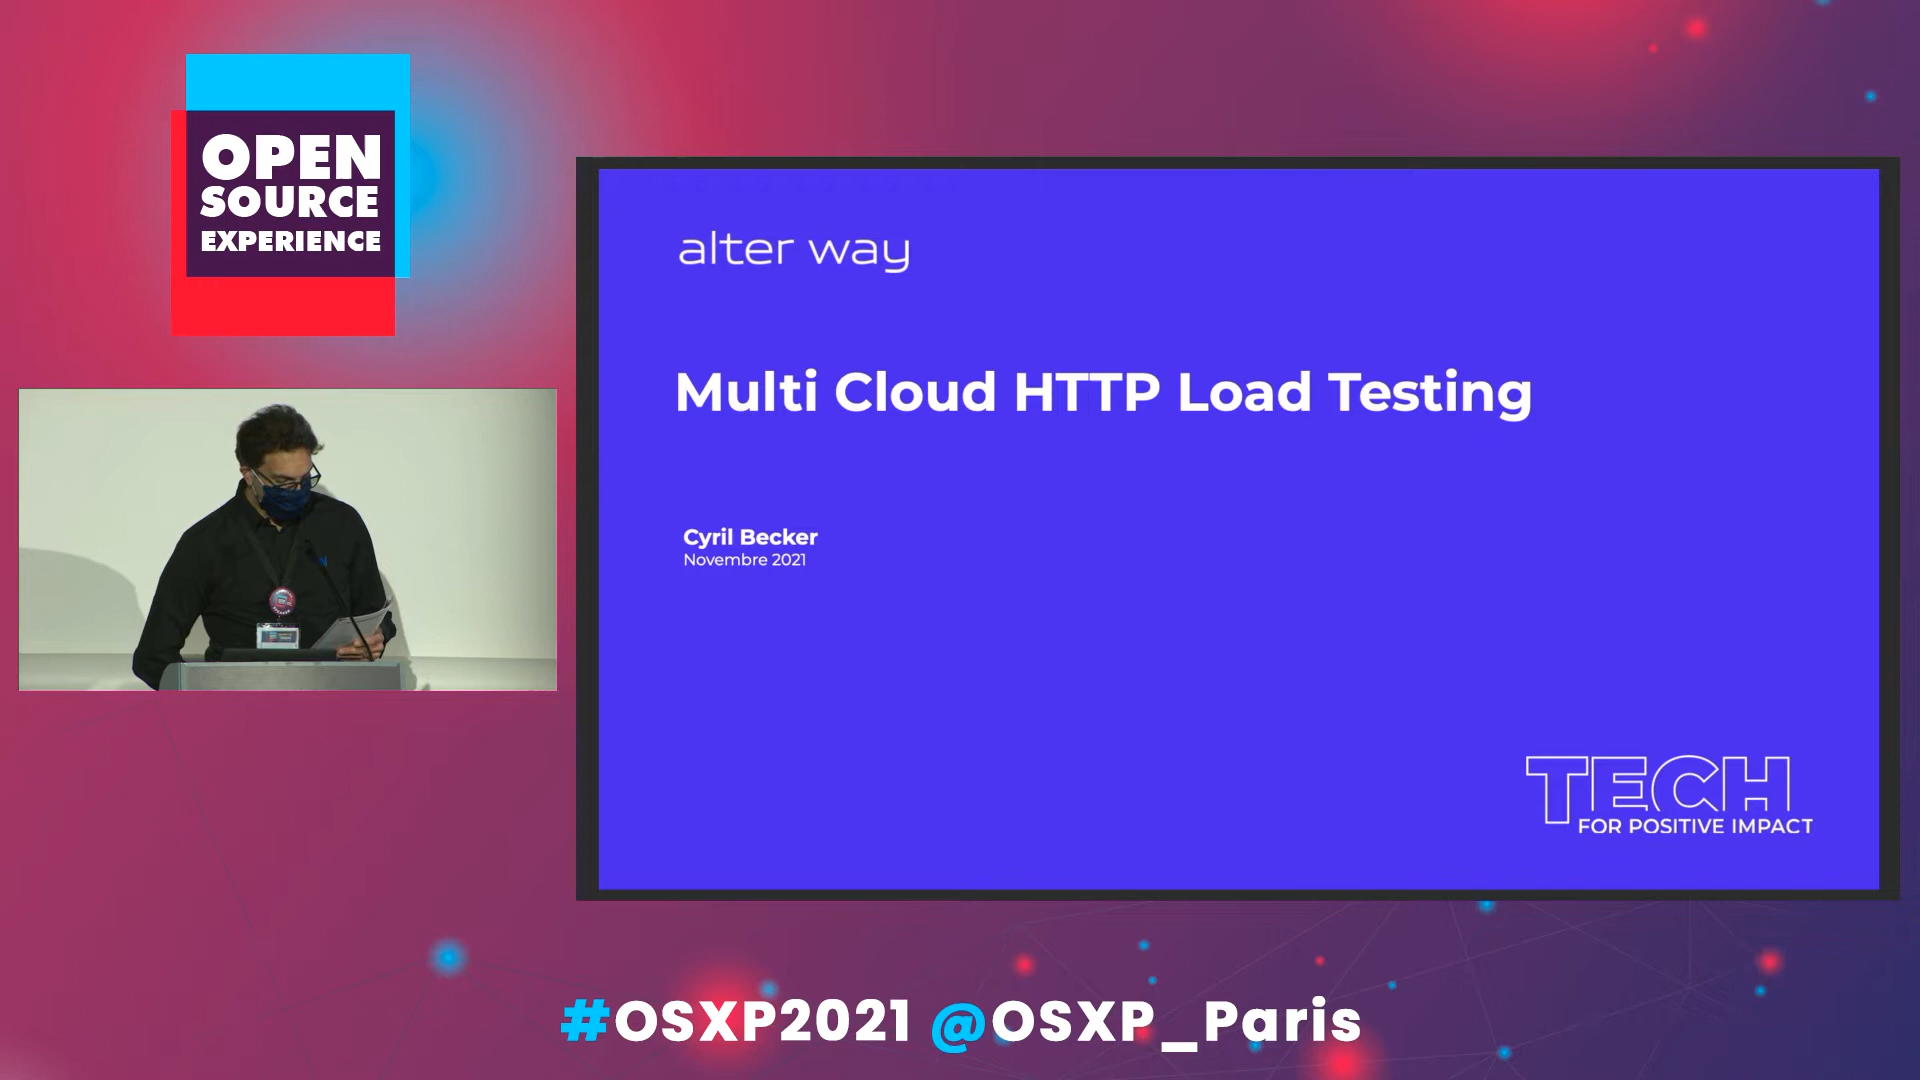 OPEN
SOURCE
EXPERIENCE
alter way
Multi Cloud HTTP Load Testing
Cyril Becker
Novembre 2021
TECH
FOR POSITIVE IMPACT
#OSXP2021 @OSXP_Paris